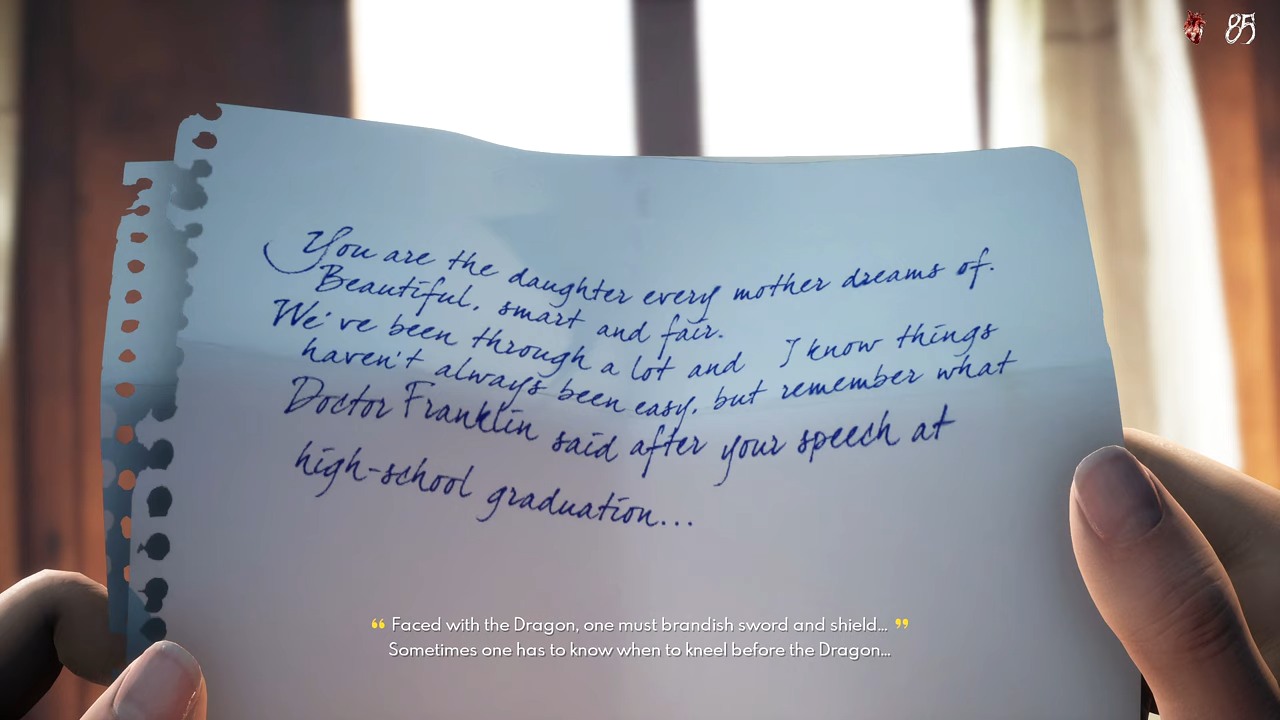 85
You are the daughter every mother dreams of.
Beautiful, smart and fair.
We've been through a lot and I know things
haven't always been easy, but remember what
Doctor Franklin said after your speech at
high-school graduation...
“ Faced with the Dragon, one must brandish sword and shield... ”
Sometimes one has to know when to kneel before the Dragon...